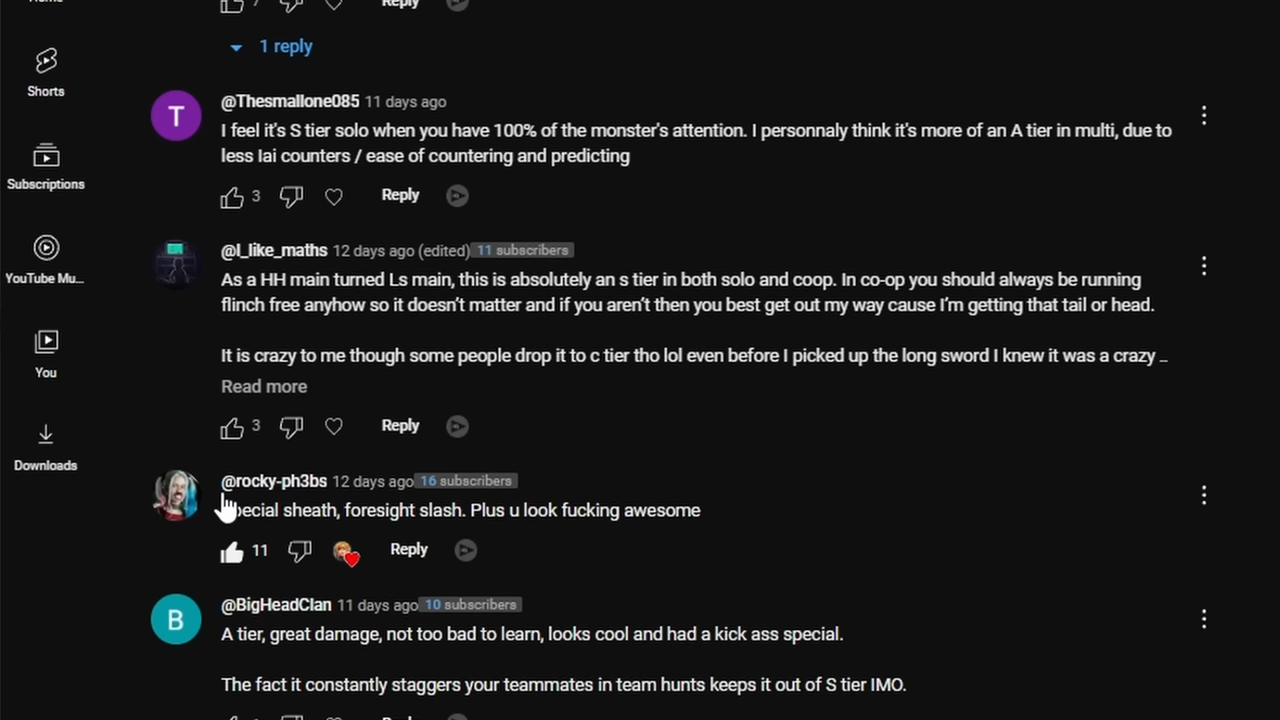 7 Reply
1 reply
Shorts
@Thesmallone085 11 days ago
I feel it's S tier solo when you have 100% of the monster's attention. I personnaly think it's more of an A tier in multi, due to
less Iai counters / ease of countering and predicting
3 Reply
Subscriptions
@I_like_maths 12 days ago (edited) 11 subscribers
As a HH main turned Ls main, this is absolutely an s tier in both solo and coop. In co-op you should always be running
flinch free anyhow so it doesn't matter and if you aren't then you best get out my way cause I'm getting that tail or head.
YouTube Mu...
It is crazy to me though some people drop it to c tier tho lol even before I picked up the long sword I knew it was a crazy ...
Read more
You
3 Reply
Downloads
@rocky-ph3bs 12 days ago 16 subscribers
pecial sheath, foresight slash. Plus u look fucking awesome
11 Reply
B
@BigHeadClan 11 days ago 10 subscribers
A tier, great damage, not too bad to learn, looks cool and had a kick ass special.
The fact it constantly staggers your teammates in team hunts keeps it out of S tier IMO.